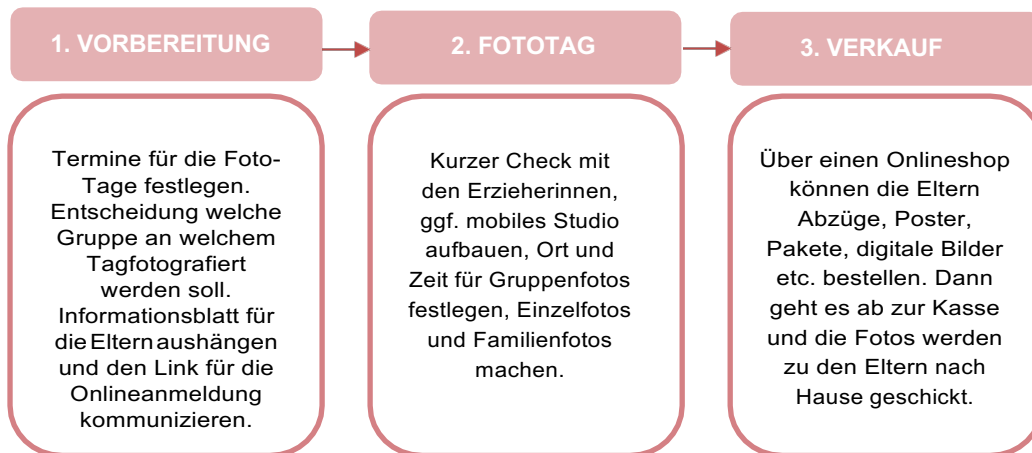 1. VORBEREITUNG
Termine für die Foto-
Tage festlegen.
Entscheidung welche
Gruppe an welchem
Tagfotografiert
werden soll.
Informationsblatt für
die Eltern aushängen
und den Link für die
Onlineanmeldung
kommunizieren.
2. FOTOTAG
Kurzer Check mit
den Erzieherinnen,
ggf. mobiles Studio
aufbauen, Ort und
Zeit für Gruppenfotos
festlegen, Einzelfotos
und Familienfotos
machen.
3. VERKAUF
Über einen Onlineshop
können die Eltern
Abzüge, Poster,
Pakete, digitale Bilder
etc. bestellen. Dann
geht es ab zur Kasse
und die Fotos werden
zu den Eltern nach
Hause geschickt.